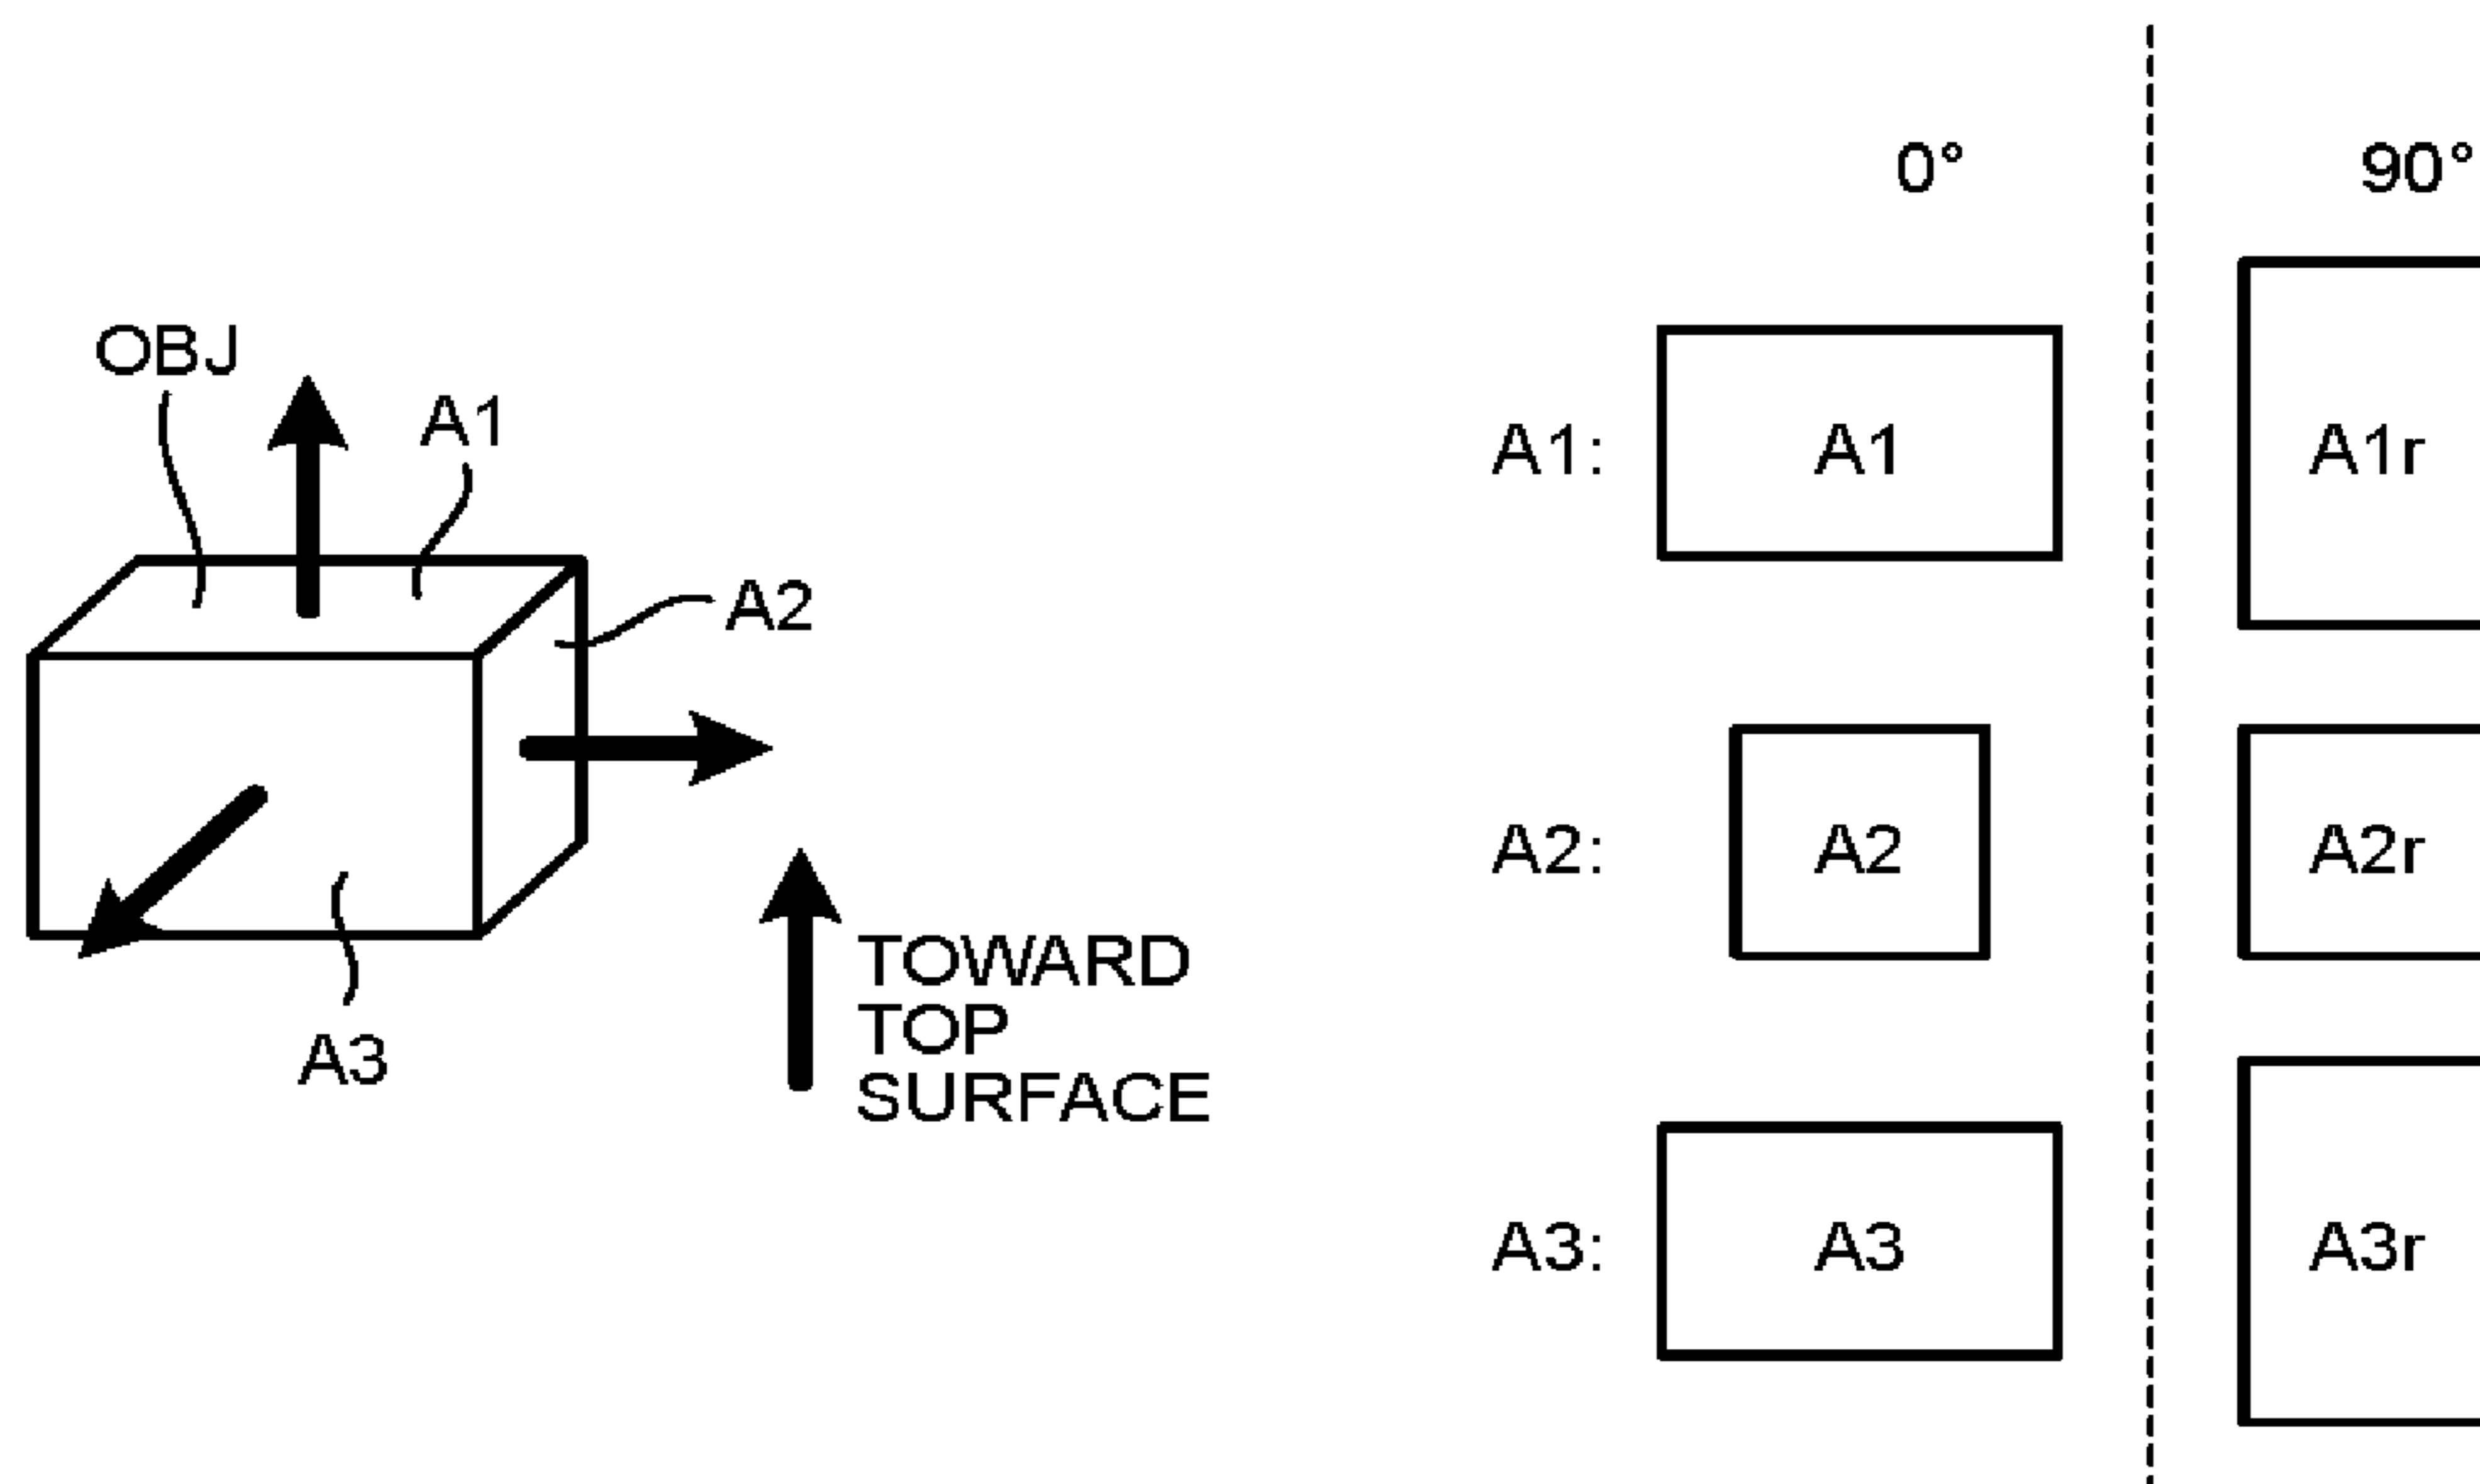 OBJ
A1
A2
A3
TOWARD
TOP
SURFACE
0° 90°
A1: A1 A1r
A2: A2 A2r
A3: A3 A3r